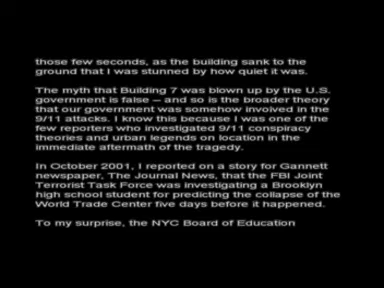 those few seconds, as the building sank to the
ground that I was stunned by how quiet it was.
The myth that Building 7 was blown up by the U.S.
government is false – and so is the broader theory
that our government was somehow involved in the
9/11 attacks. I know this because I was one of the
few reporters who investigated 9/11 conspiracy
theories and urban legends on location in the
immediate aftermath of the tragedy.
In October 2001, I reported on a story for Gannett
newspaper, The Journal News, that the FBI Joint
Terrorist Task Force was investigating a Brooklyn
high school student for predicting the collapse of the
World Trade Center five days before it happened.
To my surprise, the NYC Board of Education